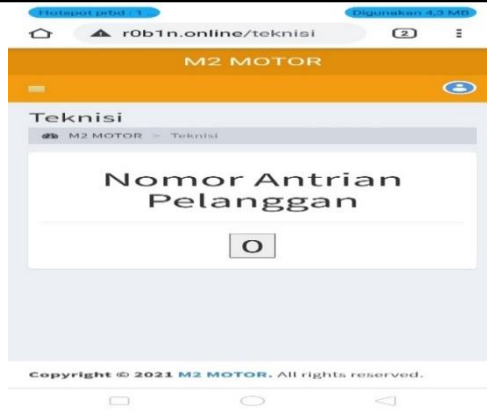 Hotspot prbd : 1 ...
Digunakan 4,3 MB
r0b1n.online/teknisi
2
M2 MOTOR
Teknisi
M2 MOTOR > Teknisi
Nomor Antrian
Pelanggan
0
Copyright © 2021 M2 MOTOR. All rights reserved.